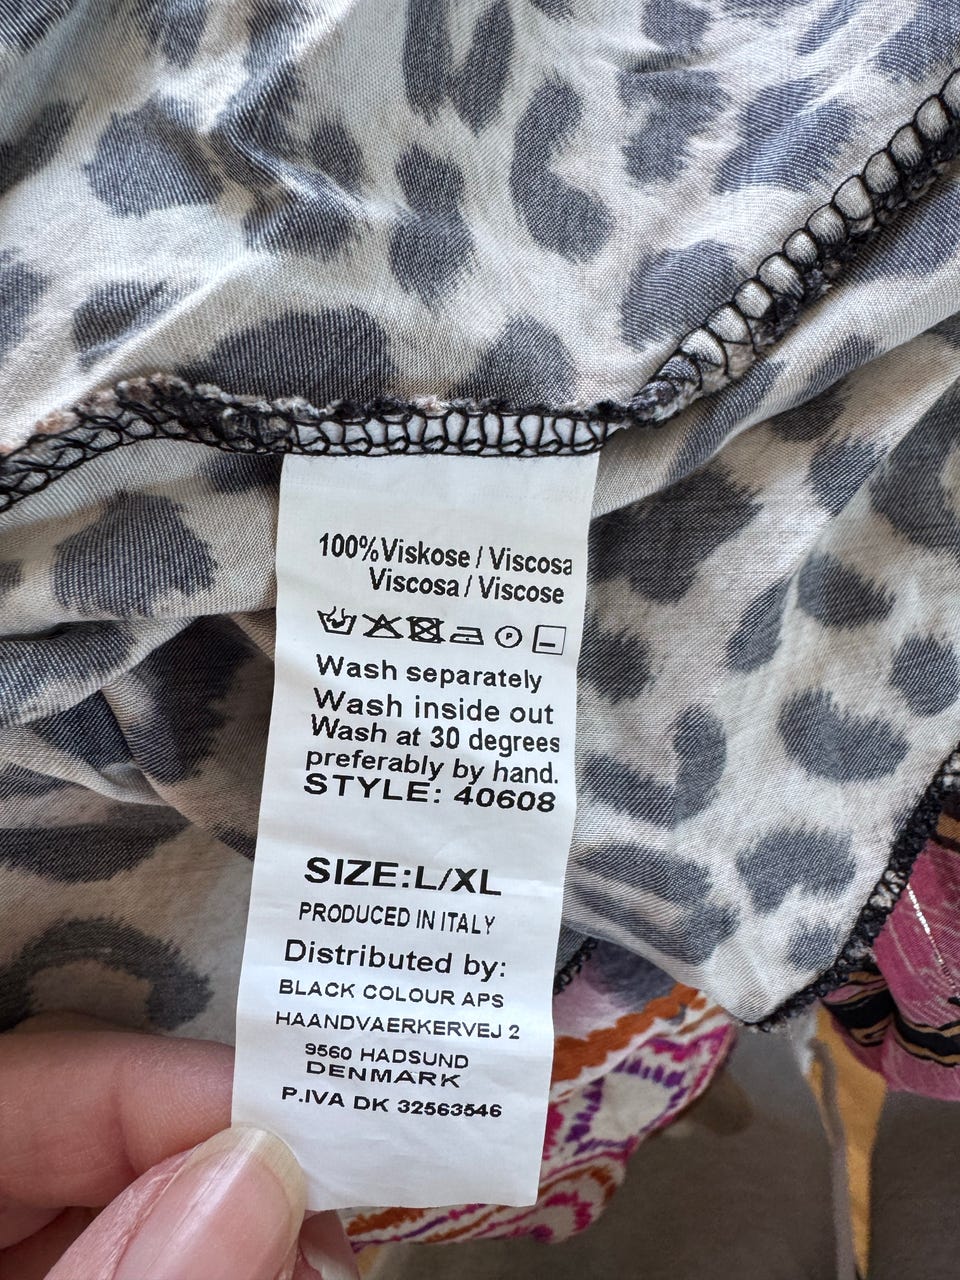 100%Viskose / Viscosa
Viscosa / Viscose
P
Wash separately
Wash inside out
Wash at 30 degrees
preferably by hand.
STYLE: 40608
SIZE:L/XL
PRODUCED IN ITALY
Distributed by:
BLACK COLOUR APS
HAANDVAERKERVEJ 2
9560 HADSUND
DENMARK
P.IVA DK 32563546